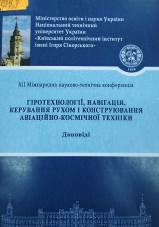 Міністерство освіти і науки України
Національний технічний
університет України
«Київський політехнічний інститут
імені Ігоря Сікорського»
XII Міжнародна науково-технічна конференція
ГІРОТЕХНОЛОГІЇ, НАВІГАЦІЯ,
КЕРУВАННЯ РУХОМ І КОНСТРУЮВАННЯ
АВІАЦІЙНО-КОСМІЧНОЇ ТЕХНІКИ
Доповіді